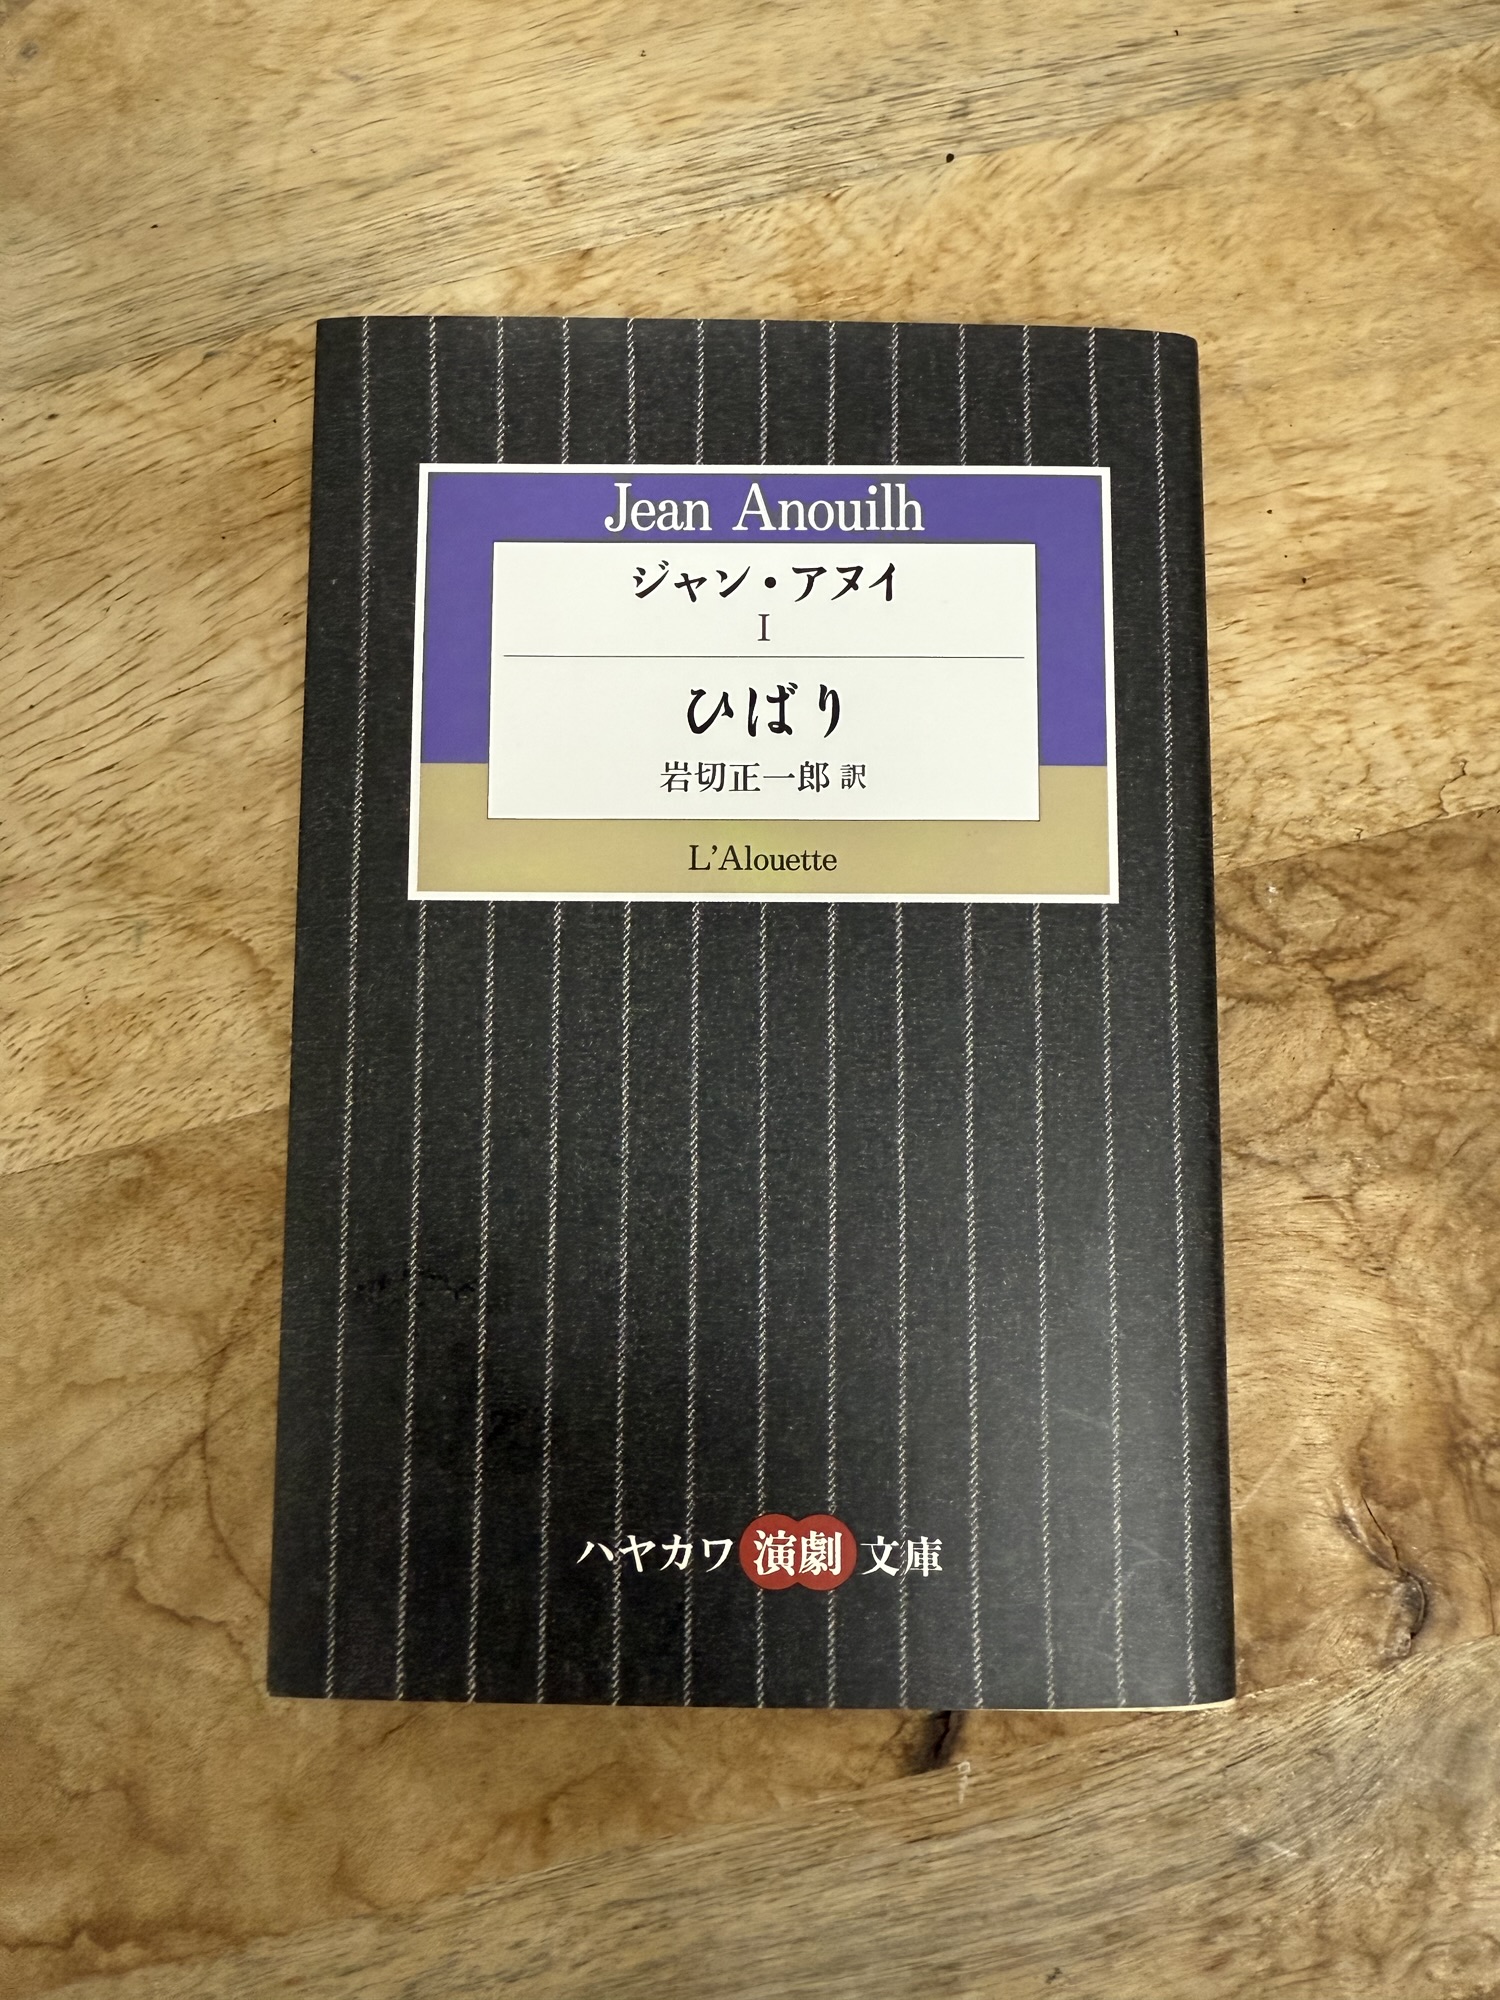 Jean Anouilh
ジャン・アヌイ
I
ひばり
岩切正一郎 訳
L'Alouette
ハヤカワ演劇文庫